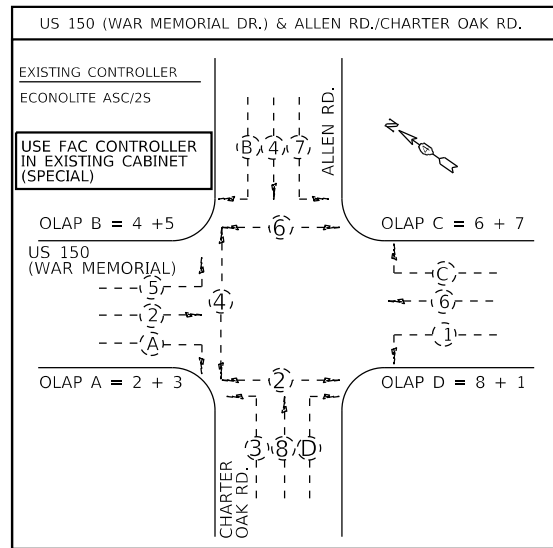 US 150 (WAR MEMORIAL DR.) & ALLEN RD./CHARTER OAK RD.
EXISTING CONTROLLER
ECONOLITE ASC/2S
USE FAC CONTROLLER
IN EXISTING CABINET
(SPECIAL)
ALLEN RD.
N
B 4 7
OLAP B = 4 +5
6
OLAP C = 6 + 7
US 150
(WAR MEMORIAL)
5
2
A
4
C
6
1
OLAP A = 2 + 3
2
OLAP D = 8 + 1
3 8 D
CHARTER
OAK RD.